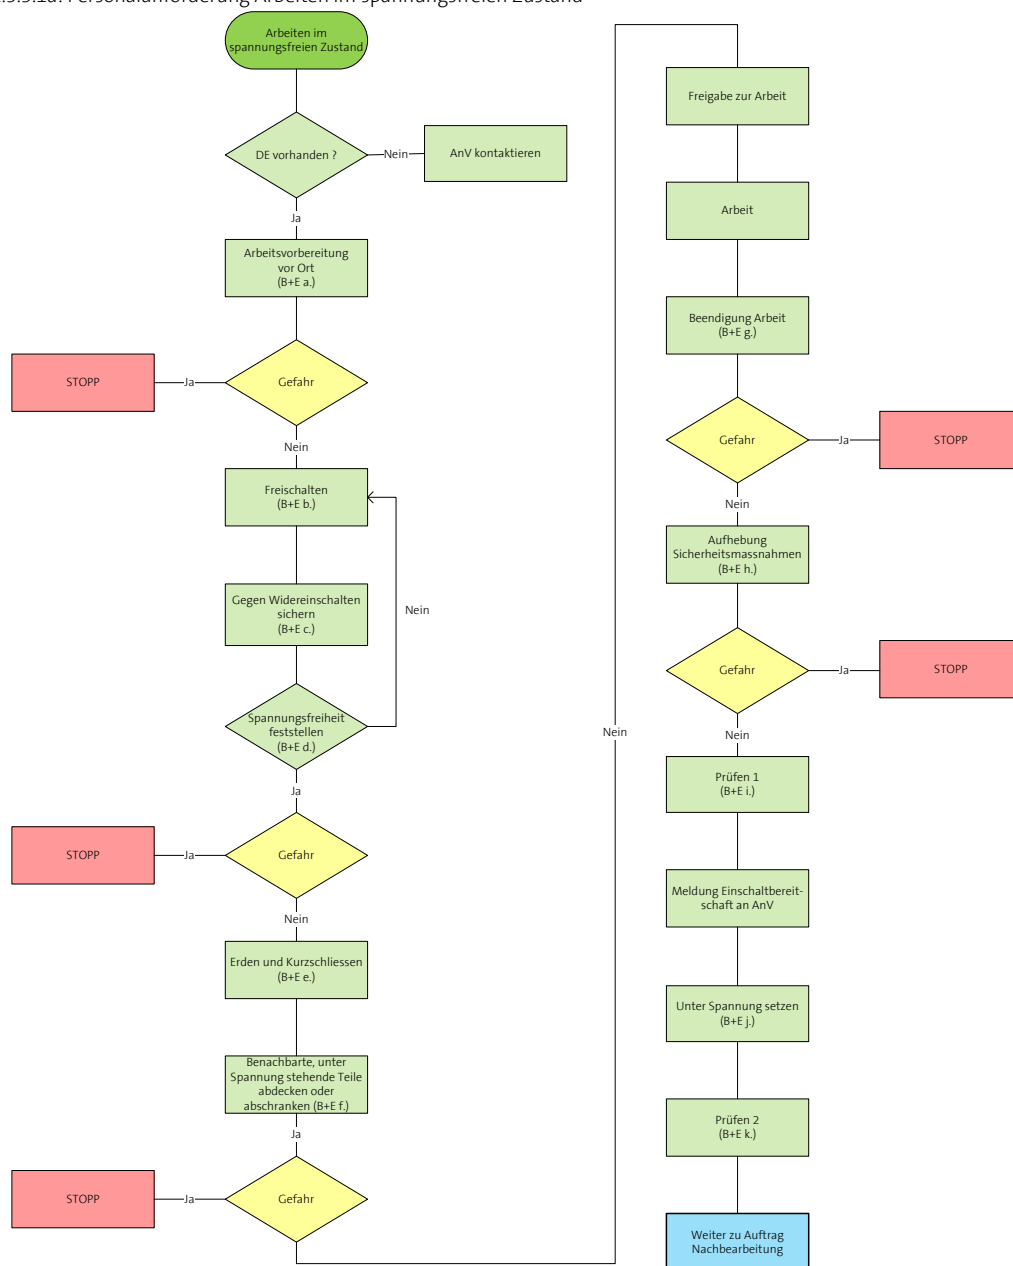 Arbeiten im
spannungsfreien Zustand
DE vorhanden ?
Nein
AnV kontaktieren
Ja
Arbeitsvorbereitung
vor Ort
(B+E a.)
STOPP
Ja
Gefahr
Nein
Freischalten
(B+E b.)
Gegen Widereinschalten
sichern
(B+E c.)
Nein
Spannungsfreiheit
feststellen
(B+E d.)
Ja
STOPP
Ja
Gefahr
Nein
Erden und Kurzschliessen
(B+E e.)
Benachbarte, unter
Spannung stehende Teile
abdecken oder
abschranken (B+E f.)
Ja
STOPP
Ja
Gefahr
Nein
Freigabe zur Arbeit
Arbeit
Beendigung Arbeit
(B+E g.)
Gefahr
Ja
STOPP
Nein
Aufhebung
Sicherheitsmassnahmen
(B+E h.)
Gefahr
Ja
STOPP
Nein
Prüfen 1
(B+E i.)
Meldung Einschaltbereit-
schaft an AnV
Unter Spannung setzen
(B+E j.)
Prüfen 2
(B+E k.)
Weiter zu Auftrag
Nachbearbeitung